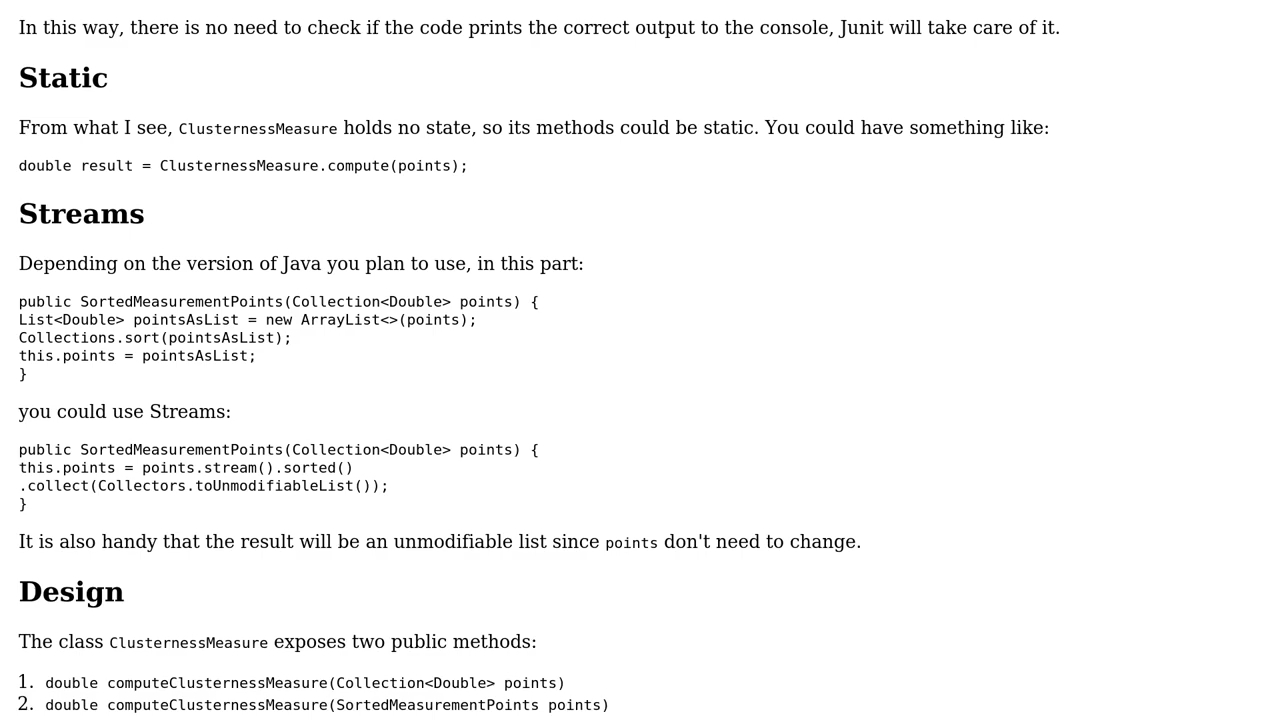 In this way, there is no need to check if the code prints the correct output to the console, Junit will take care of it.
Static
From what I see, ClusternessMeasure holds no state, so its methods could be static. You could have something like:
double result = ClusternessMeasure.compute(points);
Streams
Depending on the version of Java you plan to use, in this part:
public SortedMeasurementPoints(Collection<Double> points) {
List<Double> pointsAsList = new ArrayList<>(points);
Collections.sort(pointsAsList);
this.points = pointsAsList;
}
you could use Streams:
public SortedMeasurementPoints(Collection<Double> points) {
this.points = points.stream().sorted()
.collect(Collectors.toUnmodifiableList());
}
It is also handy that the result will be an unmodifiable list since points don't need to change.
Design
The class ClusternessMeasure exposes two public methods:
1. double computeClusternessMeasure(Collection<Double> points)
2. double computeClusternessMeasure(SortedMeasurementPoints points)